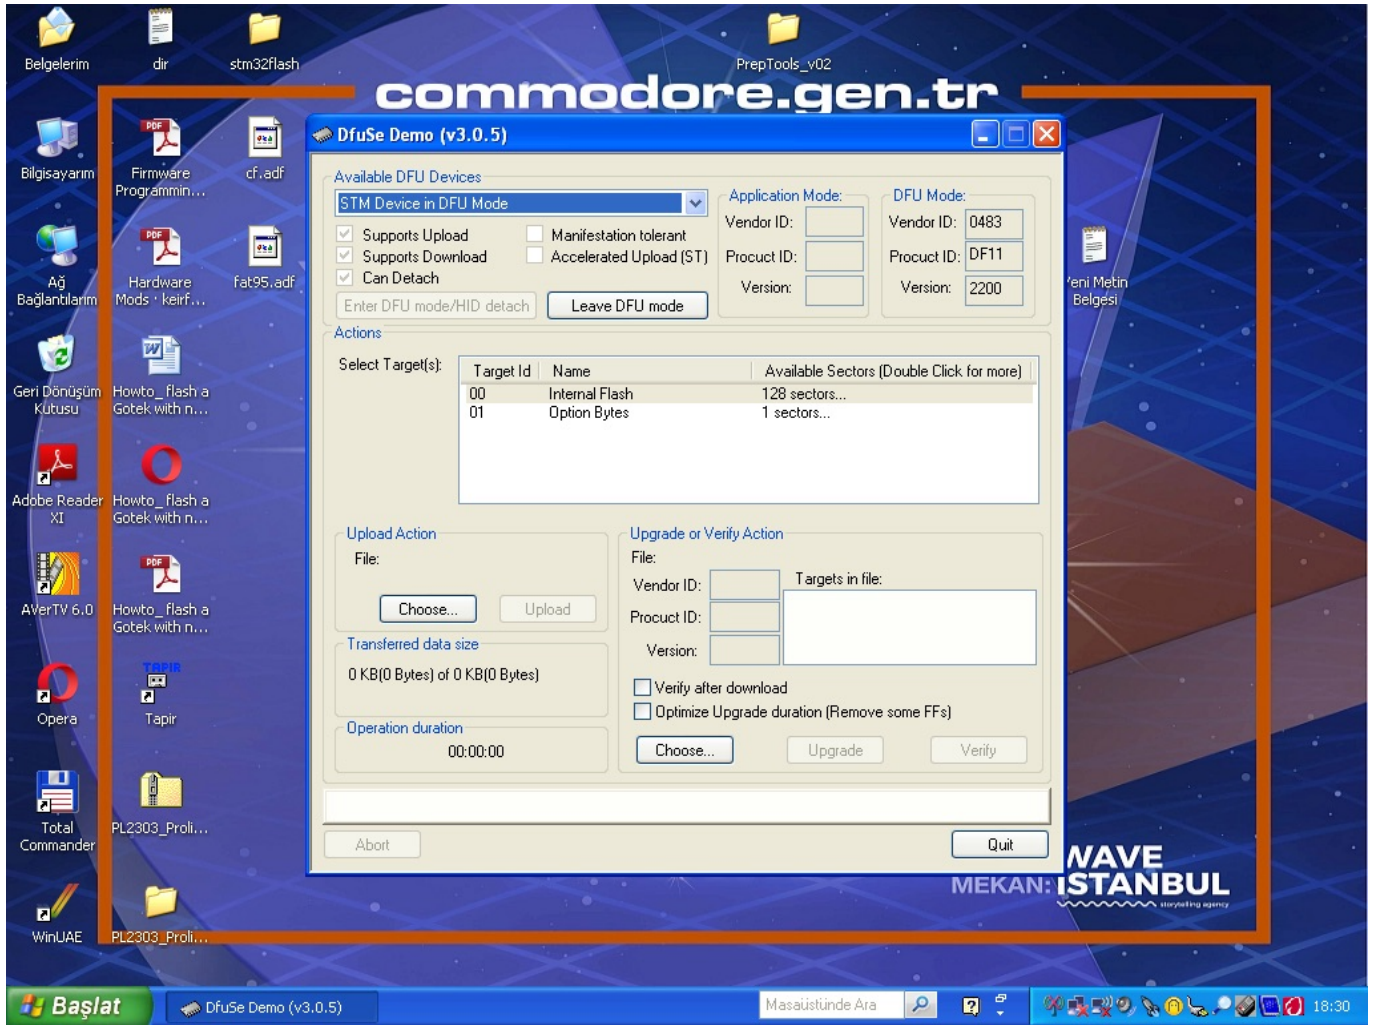 Belgelerim
dir
stm32flash
PrepTools_v02
commodore.gen.tr
Bilgisayarım
Firmware
Programmin...
cf.adf
Ağ
Bağlantılarım
Hardware
Mods · keirf...
fat95.adf
Yeni Metin
Belgesi
Geri Dönüşüm
Kutusu
Howto_ flash a
Gotek with n...
Adobe Reader
XI
Howto_ flash a
Gotek with n...
AVerTV 6.0
Howto_ flash a
Gotek with n...
Opera
TAPIR
Tapir
Total
Commander
PL2303_Proli...
WinUAE
PL2303_Proli...
DfuSe Demo (v3.0.5)
Available DFU Devices
STM Device in DFU Mode
Supports Upload
Manifestation tolerant
Supports Download
Accelerated Upload (ST)
Can Detach
Enter DFU mode/HID detach
Leave DFU mode
Application Mode:
Vendor ID:
Procuct ID:
Version:
DFU Mode:
Vendor ID: 0483
Procuct ID: DF11
Version: 2200
Actions
Select Target(s):
Target Id Name Available Sectors (Double Click for more)
00 Internal Flash 128 sectors...
01 Option Bytes 1 sectors...
Upload Action
File:
Choose... Upload
Transferred data size
0 KB(0 Bytes) of 0 KB(0 Bytes)
Operation duration
00:00:00
Upgrade or Verify Action
File:
Vendor ID:
Targets in file:
Procuct ID:
Version:
Verify after download
Optimize Upgrade duration (Remove some FFs)
Choose... Upgrade Verify
Abort
Quit
WAVE
MEKAN: İSTANBUL
storytelling agency
Başlat
DfuSe Demo (v3.0.5)
Masaüstünde Ara
18:30